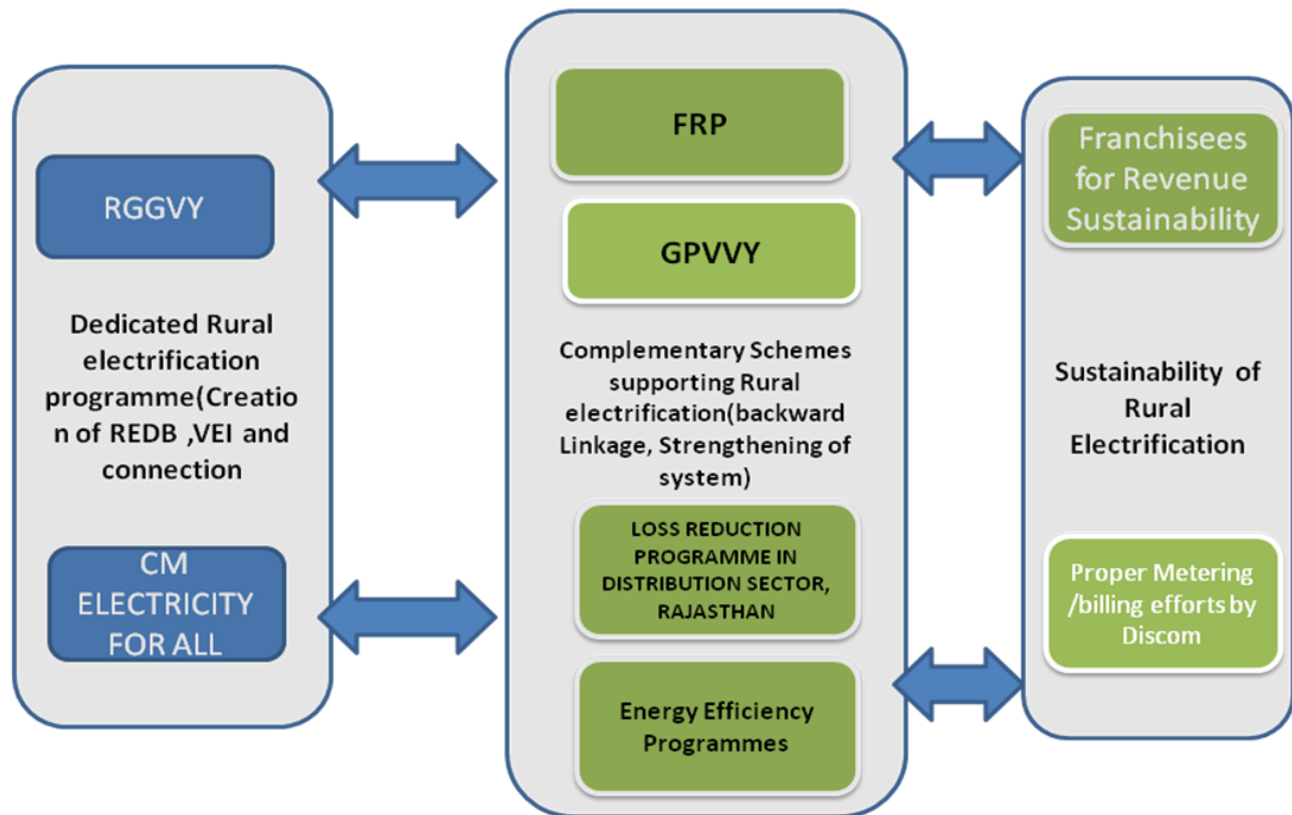 RGGVY
Dedicated Rural
electrification
programme(Creatio
n of REDB ,VEI and
connection
CM
ELECTRICITY
FOR ALL
FRP
GPVVY
Complementary Schemes
supporting Rural
electrification(backward
Linkage, Strengthening of
system)
LOSS REDUCTION
PROGRAMME IN
DISTRIBUTION SECTOR,
RAJASTHAN
Energy Efficiency
Programmes
Franchisees
for Revenue
Sustainability
Sustainability of
Rural
Electrification
Proper Metering
/billing efforts by
Discom